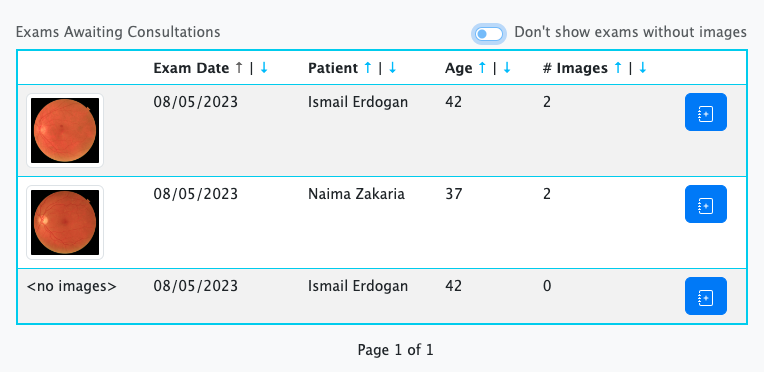 Exams Awaiting Consultations Don't show exams without images
Exam Date ↑ | ↓ Patient ↑ | ↓ Age ↑ | ↓ # Images ↑ | ↓
08/05/2023 Ismail Erdogan 42 2
08/05/2023 Naima Zakaria 37 2
<no images> 08/05/2023 Ismail Erdogan 42 0
Page 1 of 1